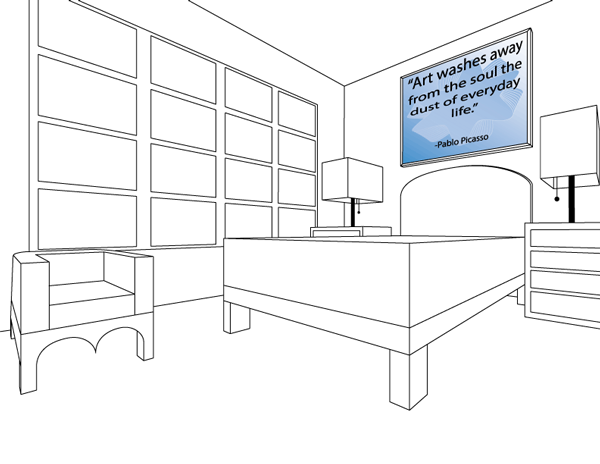 “Art washes away
from the soul the
dust of everyday
life.”
-Pablo Picasso